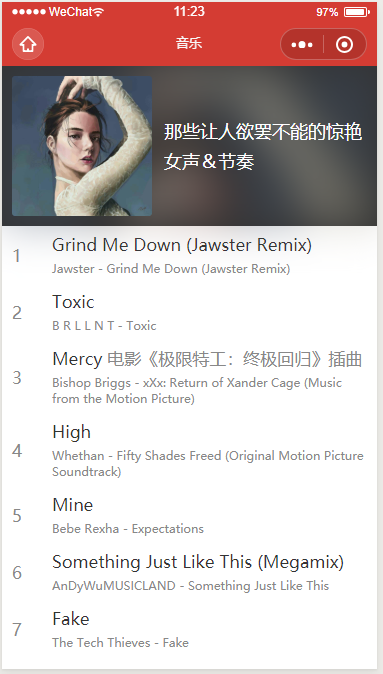 WeChat
11:23
97%
音乐
那些让人欲罢不能的惊艳
女声＆节奏
1
Grind Me Down (Jawster Remix)
Jawster - Grind Me Down (Jawster Remix)
2
Toxic
B R L L N T - Toxic
3
Mercy 电影《极限特工：终极回归》插曲
Bishop Briggs - xXx: Return of Xander Cage (Music
from the Motion Picture)
4
High
Whethan - Fifty Shades Freed (Original Motion Picture
Soundtrack)
5
Mine
Bebe Rexha - Expectations
6
Something Just Like This (Megamix)
AnDyWuMUSICLAND - Something Just Like This
7
Fake
The Tech Thieves - Fake